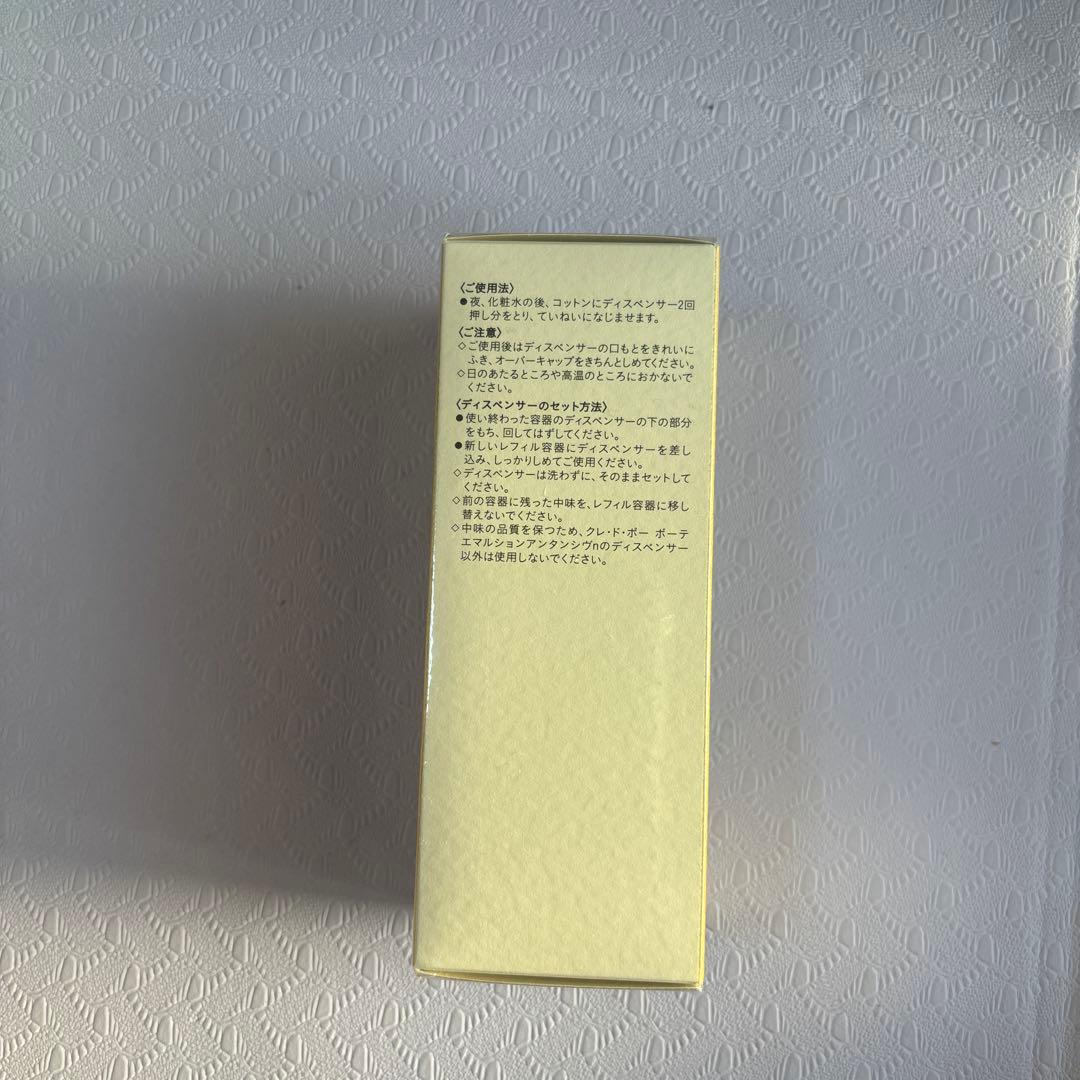 〈ご使用法〉
●夜、化粧水の後、コットンにディスペンサー2回
押し分をとり、ていねいになじませます。
〈ご注意〉
◇ご使用後はディスペンサーの口もとをきれいに
ふき、オーバーキャップをきちんとしめてください。
◇日のあたるところや高温のところにおかないで
ください。
〈ディスペンサーのセット方法〉
●使い終わった容器のディスペンサーの下の部分
をもち、回してはずしてください。
●新しいレフィル容器にディスペンサーを差し
込み、しっかりしめてご使用ください。
◇ディスペンサーは洗わずに、そのままセットして
ください。
◇前の容器に残った中味を、レフィル容器に移し
替えないでください。
◇中味の品質を保つため、クレ・ド・ポー ボーテ
エマルションアンタンシヴnのディスペンサー
以外は使用しないでください。